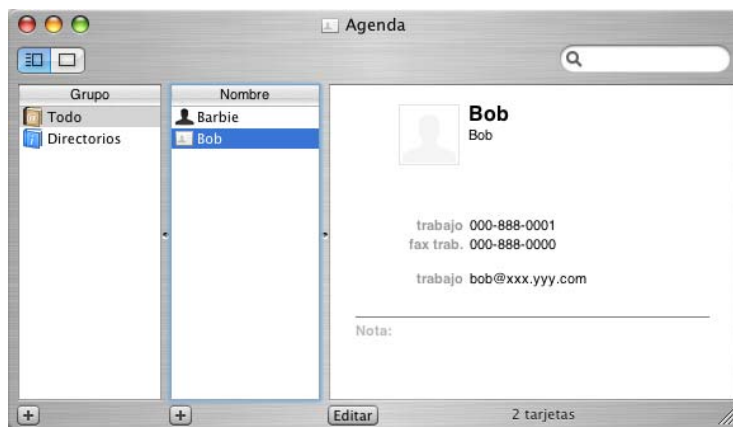 Agenda
Grupo
Todo
Directorios
Nombre
Barbie
Bob
Bob
Bob
trabajo 000-888-0001
fax trab. 000-888-0000
trabajo bob@xxx.yyy.com
Nota:
Editar
2 tarjetas